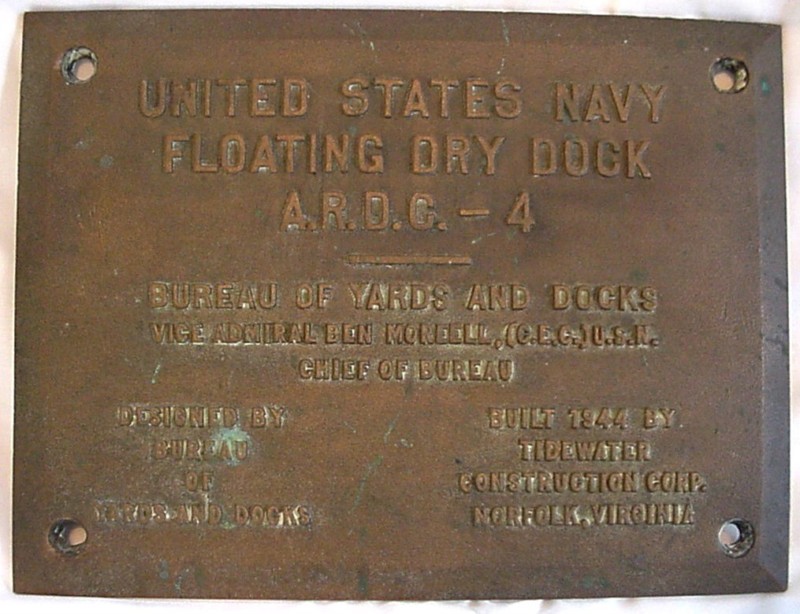 UNITED STATES NAVY
FLOATING DRY DOCK
A.R.D.C. — 4
BUREAU OF YARDS AND DOCKS
VICE ADMIRAL BEN MOREELL, (C.E.C.) U.S.N.
CHIEF OF BUREAU
DESIGNED BY
BUREAU
OF
YARDS AND DOCKS
BUILT 1944 BY
TIDEWATER
CONSTRUCTION CORP.
NORFOLK, VIRGINIA